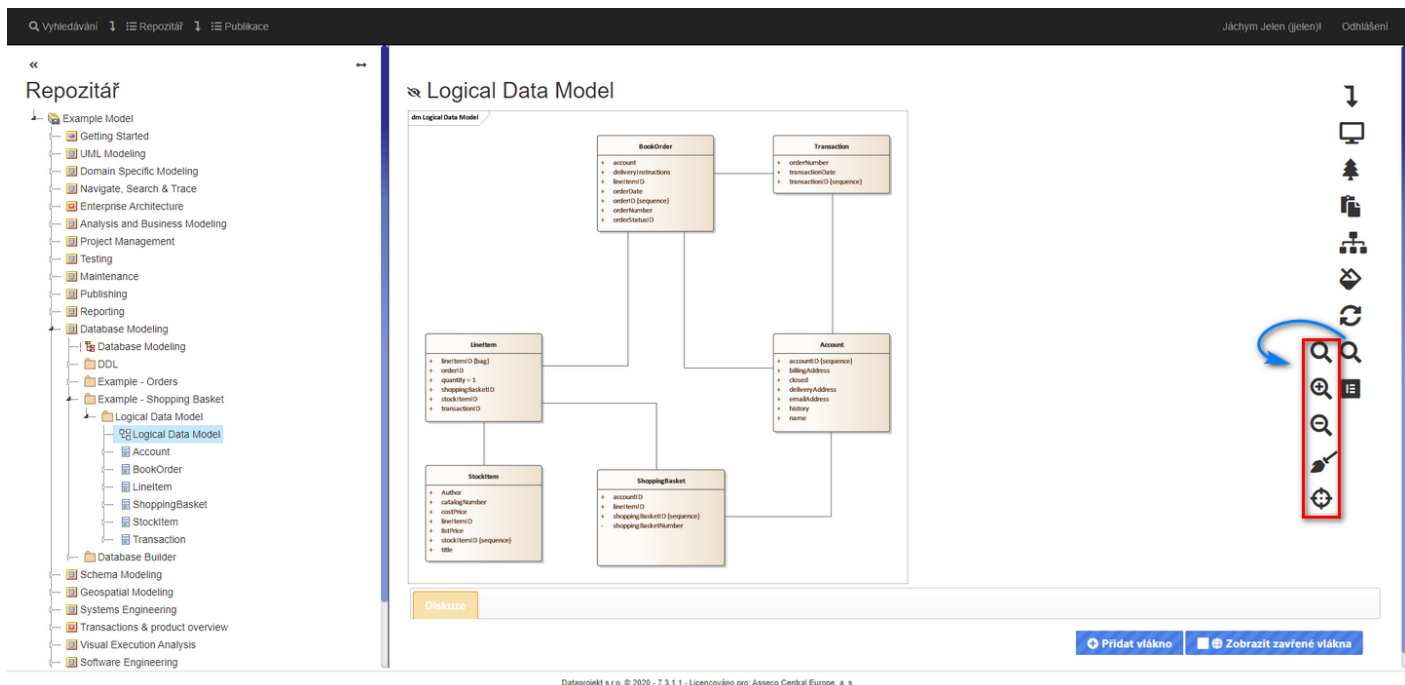 Vyhledávání Repozitář Publikace
Jáchym Jelen (jjelen)! Odhlášení
Repozitář
Example Model
Getting Started
UML Modeling
Domain Specific Modeling
Navigate, Search & Trace
Enterprise Architecture
Analysis and Business Modeling
Project Management
Testing
Maintenance
Publishing
Reporting
Database Modeling
Database Modeling
DDL
Example - Orders
Example - Shopping Basket
Logical Data Model
Logical Data Model
Account
BookOrder
LineItem
ShoppingBasket
StockItem
Transaction
Database Builder
Schema Modeling
Geospatial Modeling
Systems Engineering
Transactions & product overview
Visual Execution Analysis
Software Engineering
Logical Data Model
dm Logical Data Model
BookOrder
+ account
+ deliveryInstructions
+ lineItemID
+ orderDate
+ orderID {sequence}
+ orderNumber
+ orderStatusID
Transaction
+ orderNumber
+ transactionDate
+ transactionID {sequence}
LineItem
+ lineItemID {bag}
+ orderID
+ quantity = 1
+ shoppingBasketID
+ stockItemID
+ transactionID
Account
+ accountID {sequence}
+ billingAddress
+ closed
+ deliveryAddress
+ emailAddress
+ history
+ name
StockItem
+ Author
+ catalogNumber
+ costPrice
+ lineItemID
+ listPrice
+ stockItemID {sequence}
+ title
ShoppingBasket
+ accountID
+ lineItemID
+ shoppingBasketID {sequence}
- shoppingBasketNumber
Diskuze
Přidat vlákno
Zobrazit zavřené vlákna
Dataprojekt s.r.o. © 2020 - 7.3.1.1 - Licencováno pro: Asseco Central Europe, a. s.